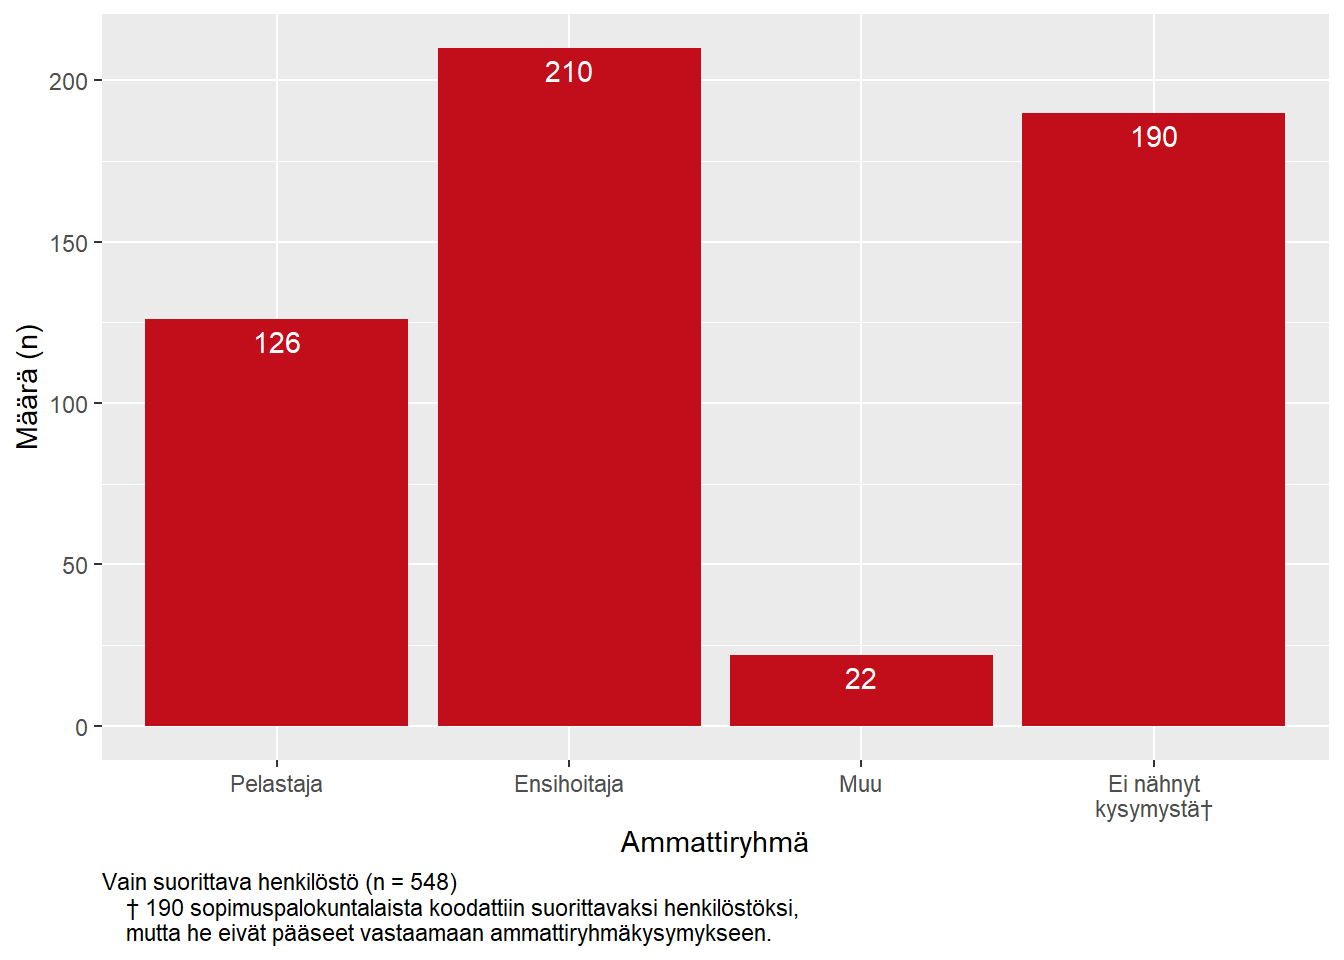 210
200
190
150
126
Määrä (n)
100
50
22
0
Pelastaja
Ensihoitaja
Muu
Ei nähnyt
kysymystä†
Ammattiryhmä
Vain suorittava henkilöstö (n = 548)
† 190 sopimuspalokuntalaista koodattiin suorittavaksi henkilöstöksi,
mutta he eivät pääseet vastaamaan ammattiryhmäkysymykseen.